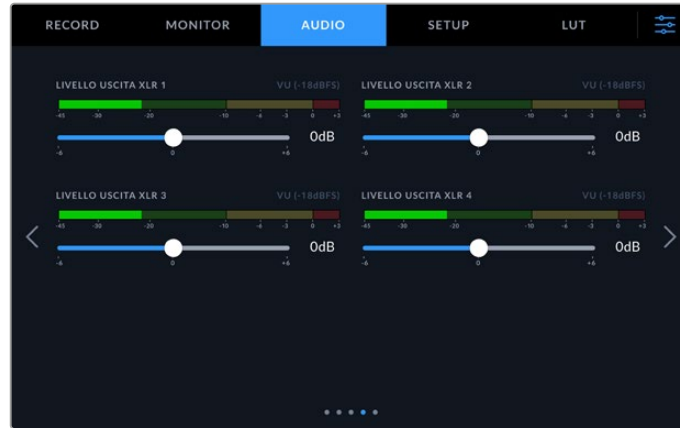 RECORD MONITOR AUDIO SETUP LUT
LIVELLO USCITA XLR 1 VU (-18dBFS) LIVELLO USCITA XLR 2 VU (-18dBFS)
-45 -30 -20 -10 -6 -3 0 +3 -45 -30 -20 -10 -6 -3 0 +3
0dB 0dB
-6 0 +6 -6 0 +6
LIVELLO USCITA XLR 3 VU (-18dBFS) LIVELLO USCITA XLR 4 VU (-18dBFS)
-45 -30 -20 -10 -6 -3 0 +3 -45 -30 -20 -10 -6 -3 0 +3
0dB 0dB
-6 0 +6 -6 0 +6